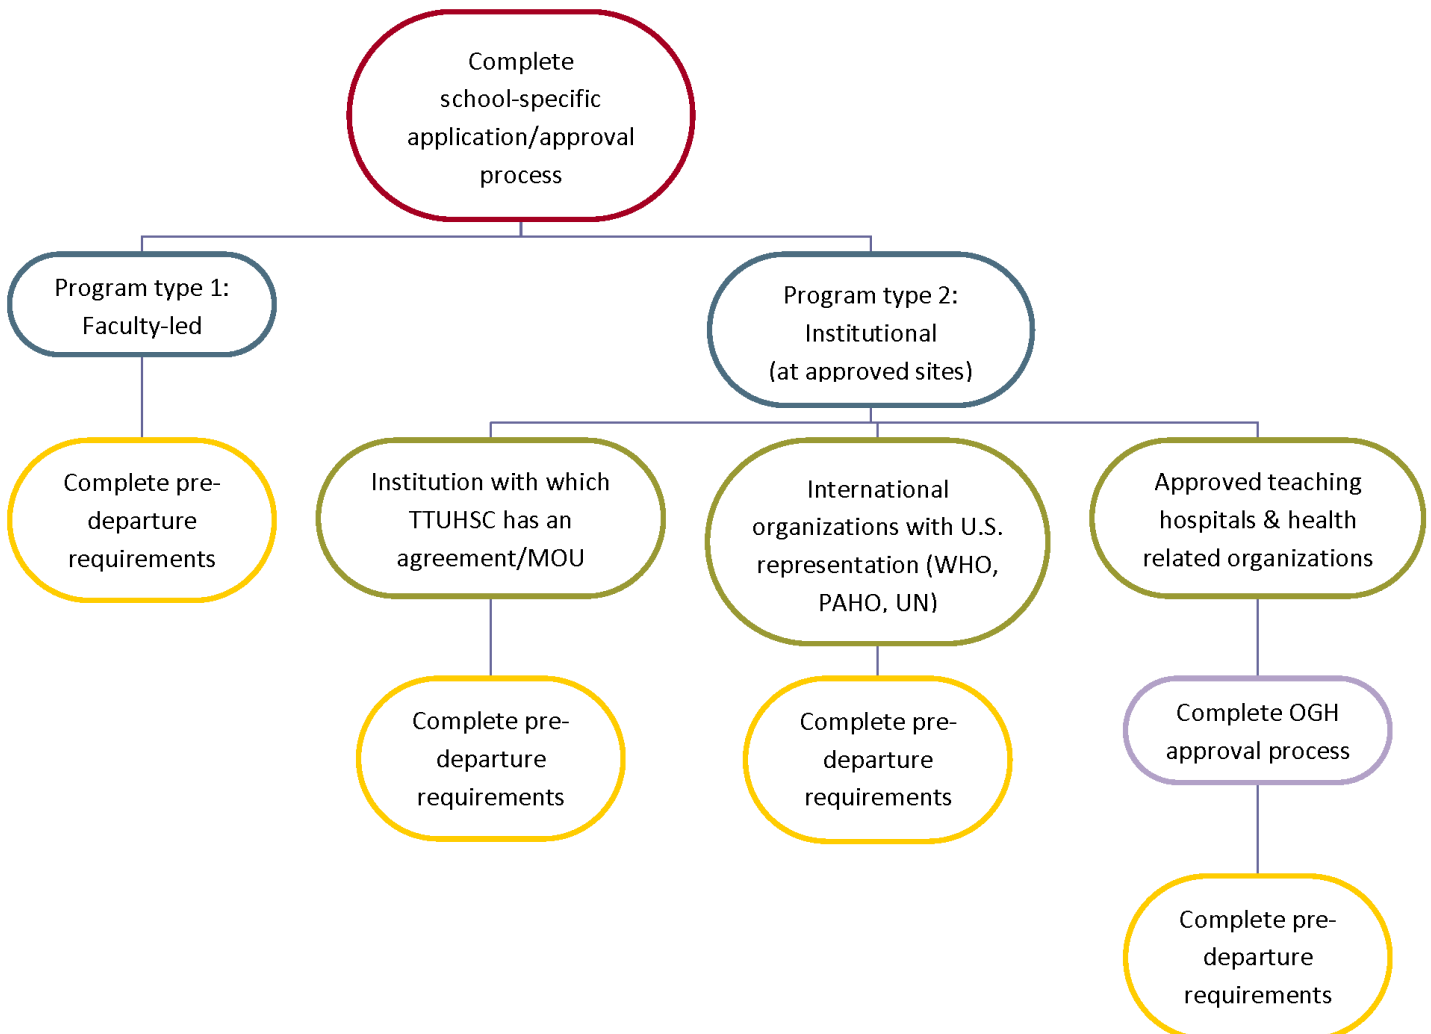 Complete
school-specific
application/approval
process
Program type 1:
Faculty-led
Program type 2:
Institutional
(at approved sites)
Complete pre-
departure
requirements
Institution with which
TTUHSC has an
agreement/MOU
International
organizations with U.S.
representation (WHO,
PAHO, UN)
Approved teaching
hospitals & health
related organizations
Complete pre-
departure
requirements
Complete pre-
departure
requirements
Complete OGH
approval process
Complete pre-
departure
requirements